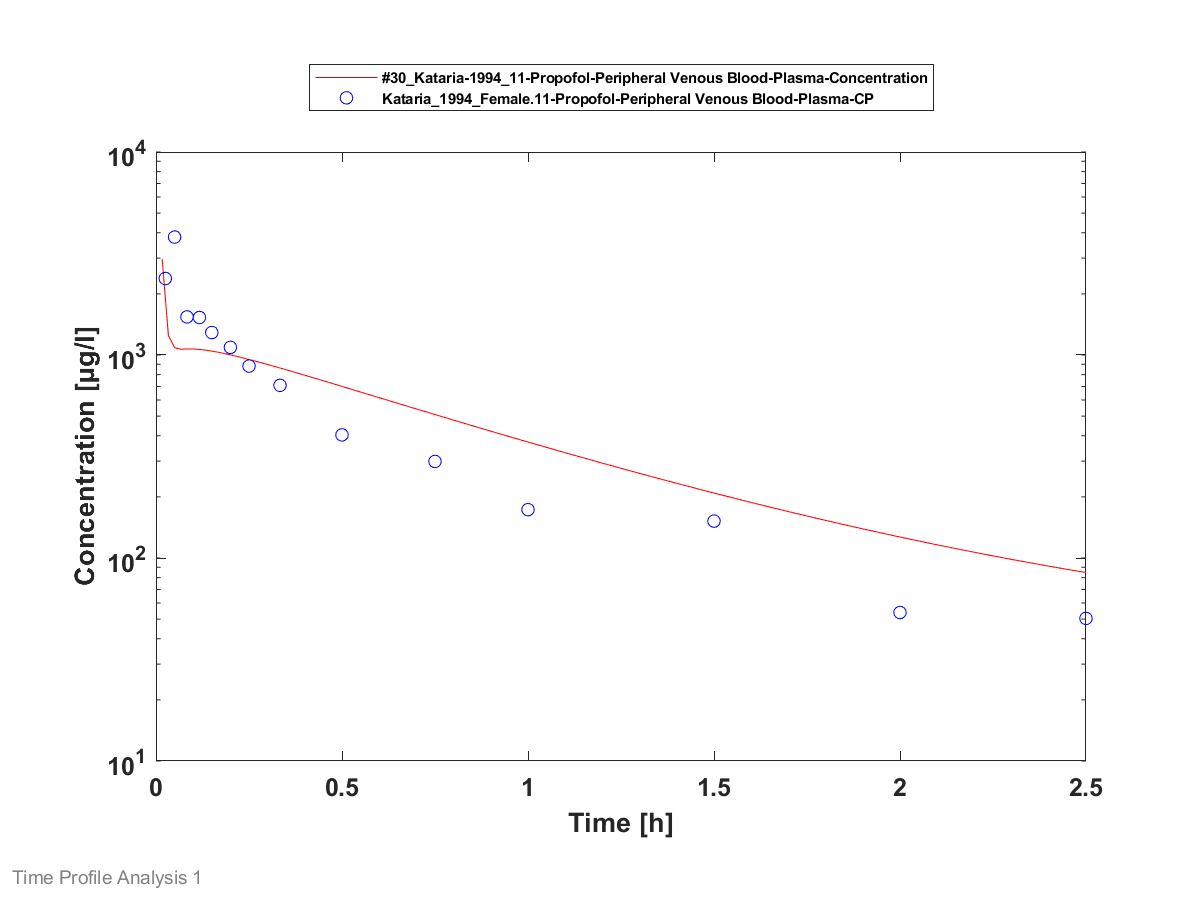 #30_Kataria-1994_11-Propofol-Peripheral Venous Blood-Plasma-Concentration
Kataria_1994_Female.11-Propofol-Peripheral Venous Blood-Plasma-CP
10^4
10^3
10^2
10^1
Concentration [µg/l]
0 0.5 1 1.5 2 2.5
Time [h]
Time Profile Analysis 1